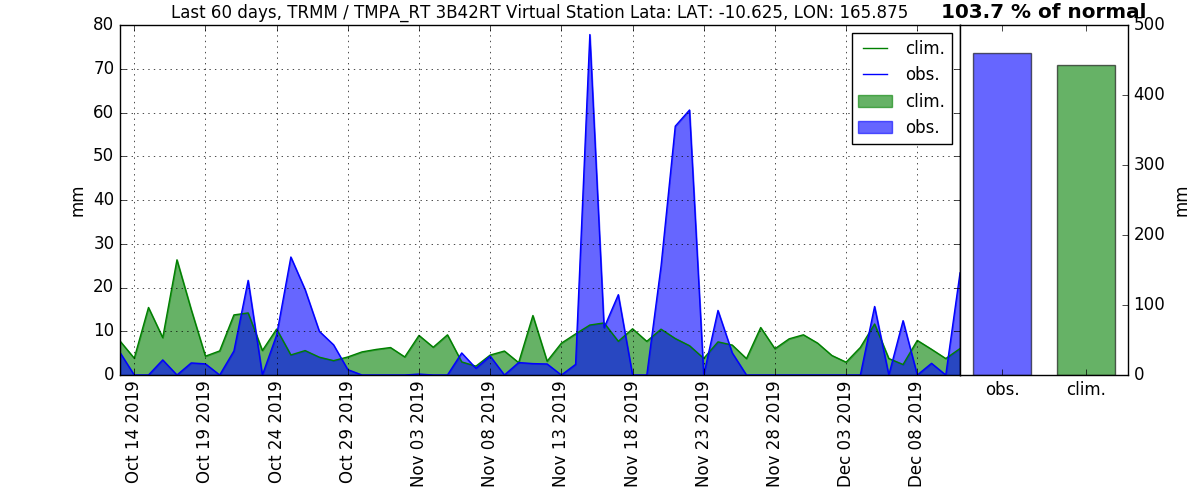 Last 60 days, TRMM / TMPA_RT 3B42RT Virtual Station Lata: LAT: -10.625, LON: 165.875
103.7 % of normal
80
70
60
50
40
30
20
10
0
mm
clim.
obs.
clim.
obs.
500
400
300
200
100
0
mm
Oct 14 2019
Oct 19 2019
Oct 24 2019
Oct 29 2019
Nov 03 2019
Nov 08 2019
Nov 13 2019
Nov 18 2019
Nov 23 2019
Nov 28 2019
Dec 03 2019
Dec 08 2019
obs.
clim.